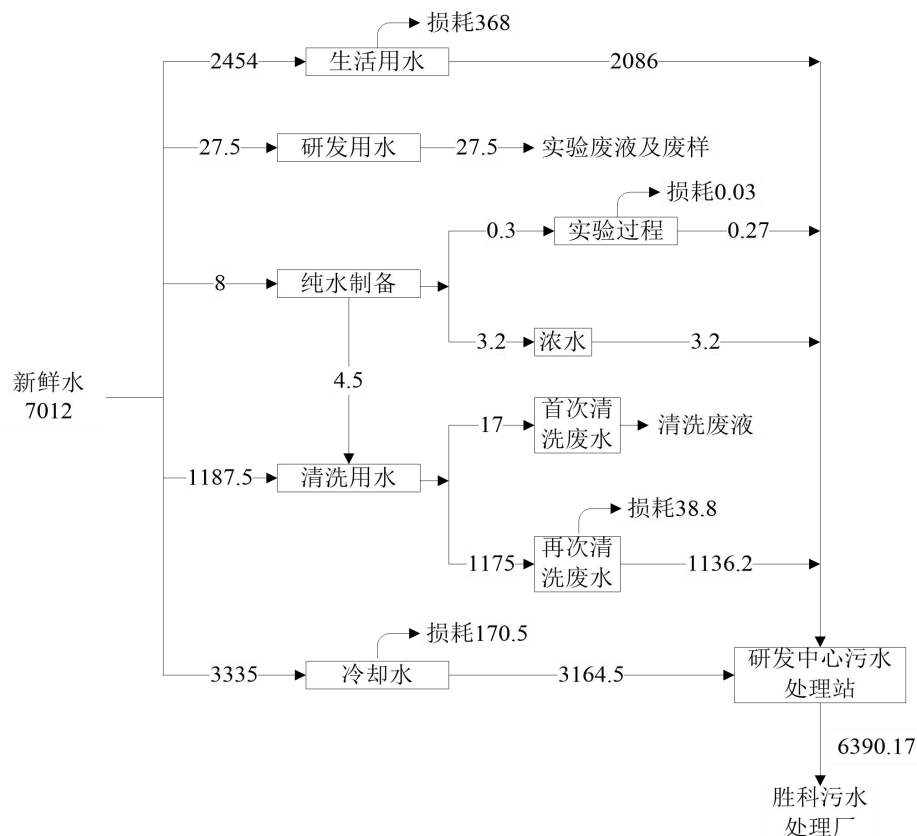 损耗368
2454
生活用水
2086
27.5
研发用水
27.5
实验废液及废样
损耗0.03
0.3
实验过程
0.27
8
纯水制备
3.2
浓水
3.2
4.5
新鲜水
7012
首次清
洗废水
17
清洗废液
1187.5
清洗用水
损耗38.8
1175
再次清
洗废水
1136.2
损耗170.5
3335
冷却水
3164.5
研发中心污水
处理站
6390.17
胜科污水
处理厂